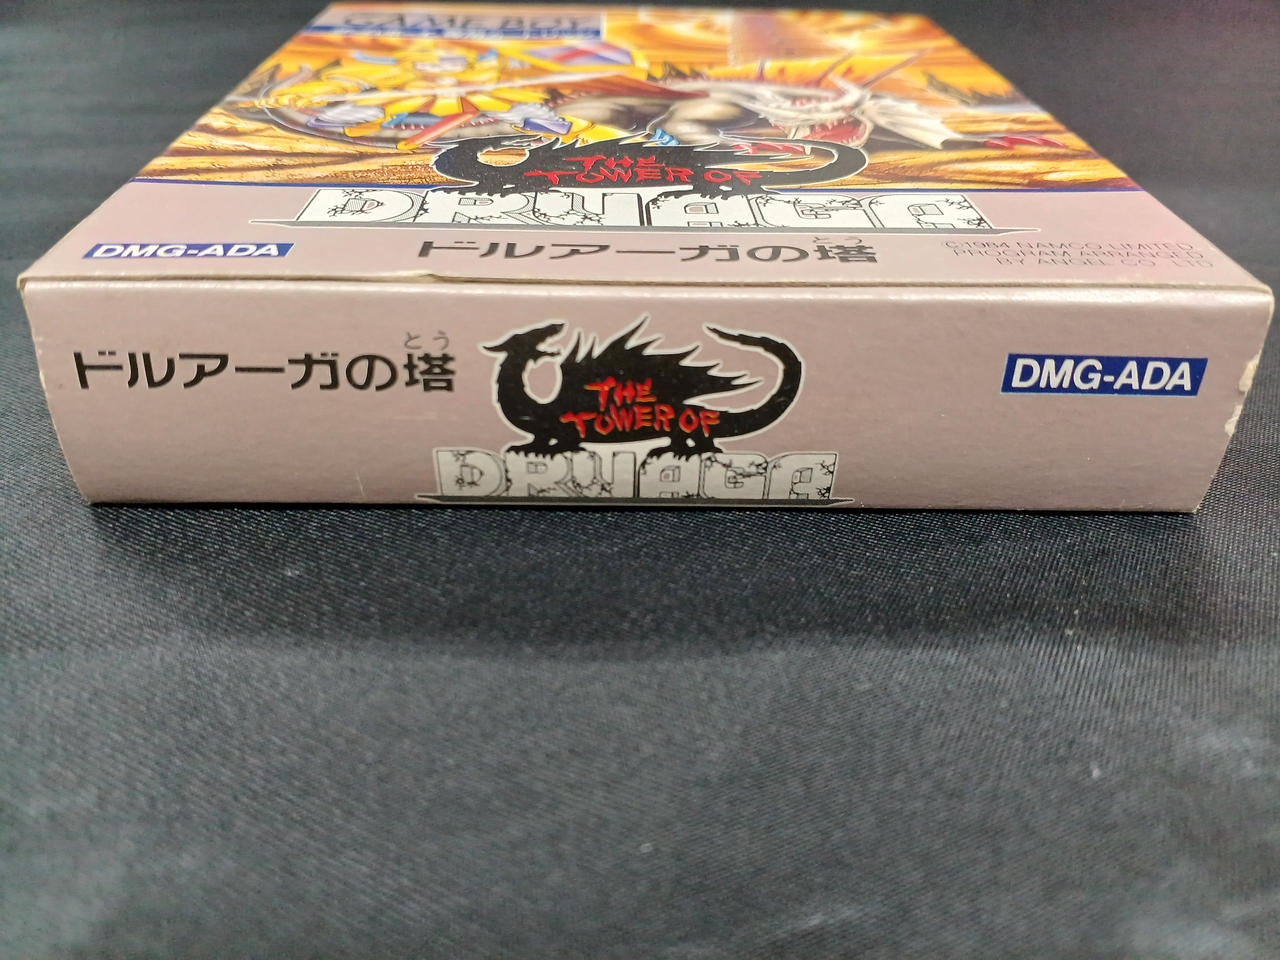 GAME BOY
THE
TOWER OF
DRUAGA
DMG-ADA
とう
ドルアーガの塔
©1984 NAMCO LIMITED
PROGRAM ARRANGED
BY ANGEL CO., LTD
とう
ドルアーガの塔
THE
TOWER OF
DRUAGA
DMG-ADA